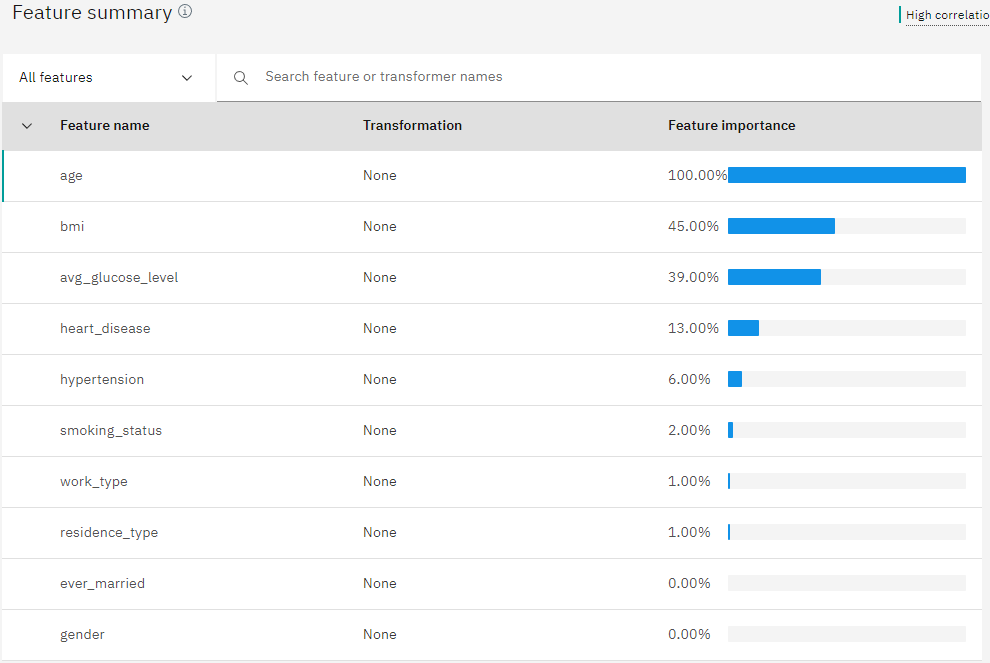 Feature summary
High correlatio
All features
Search feature or transformer names
Feature name Transformation Feature importance
age None 100.00%
bmi None 45.00%
avg_glucose_level None 39.00%
heart_disease None 13.00%
hypertension None 6.00%
smoking_status None 2.00%
work_type None 1.00%
residence_type None 1.00%
ever_married None 0.00%
gender None 0.00%